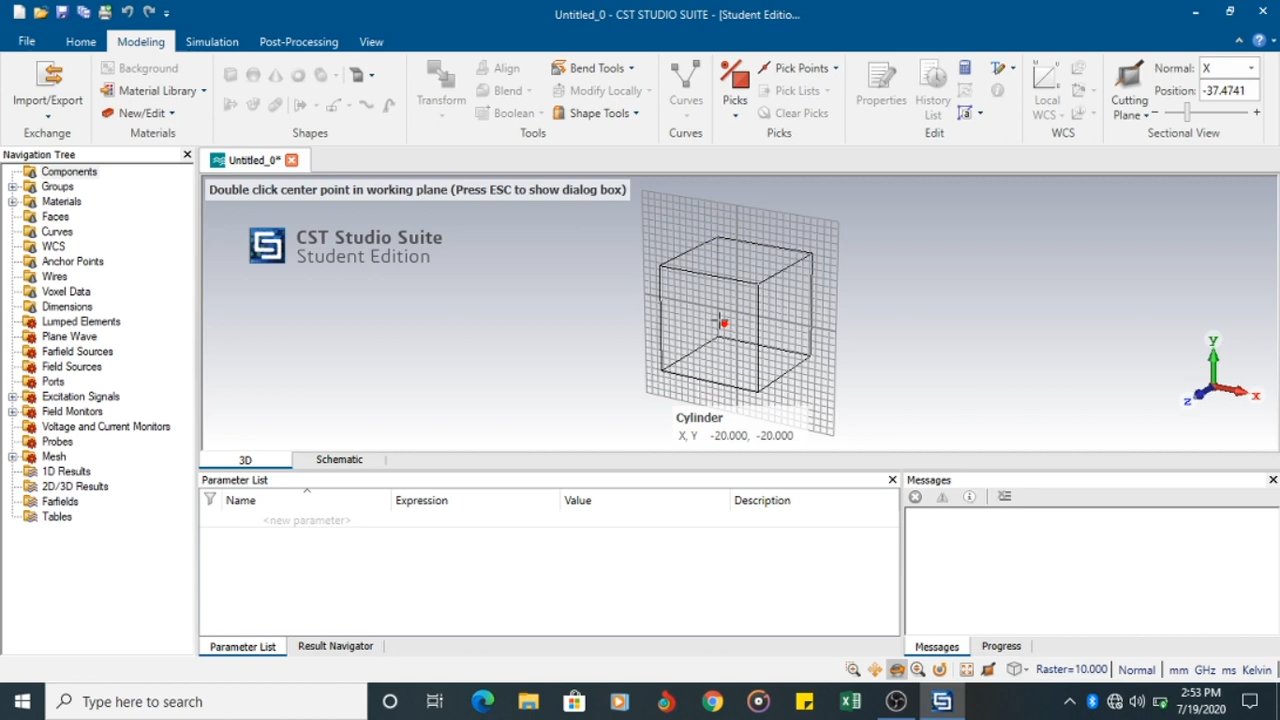 Untitled_0 - CST STUDIO SUITE - [Student Editio...
File
Home
Modeling
Simulation
Post-Processing
View
Import/Export
Exchange
Background
Material Library
New/Edit
Materials
Shapes
Transform
Align
Blend
Boolean
Bend Tools
Modify Locally
Shape Tools
Tools
Curves
Curves
Picks
Pick Points
Pick Lists
Clear Picks
Picks
Properties
History
List
Edit
Local
WCS
WCS
Cutting
Plane
Normal: X
Position: -37.4741
Sectional View
Navigation Tree
Components
Groups
Materials
Faces
Curves
WCS
Anchor Points
Wires
Voxel Data
Dimensions
Lumped Elements
Plane Wave
Farfield Sources
Field Sources
Ports
Excitation Signals
Field Monitors
Voltage and Current Monitors
Probes
Mesh
1D Results
2D/3D Results
Farfields
Tables
Untitled_0*
Double click center point in working plane (Press ESC to show dialog box)
CST Studio Suite
Student Edition
Cylinder
X, Y -20.000, -20.000
y
x
z
3D
Schematic
Parameter List
Name Expression Value Description
<new parameter>
Parameter List
Result Navigator
Messages
Messages
Progress
Raster=10.000 Normal mm GHz ms Kelvin
Type here to search
2:53 PM
7/19/2020